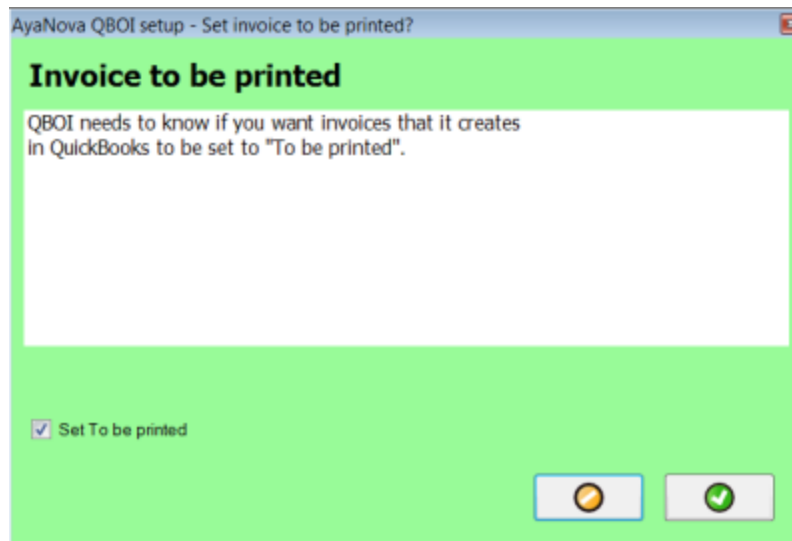 AyaNova QBOI setup - Set invoice to be printed?
Invoice to be printed
QBOI needs to know if you want invoices that it creates
in QuickBooks to be set to "To be printed".
Set To be printed